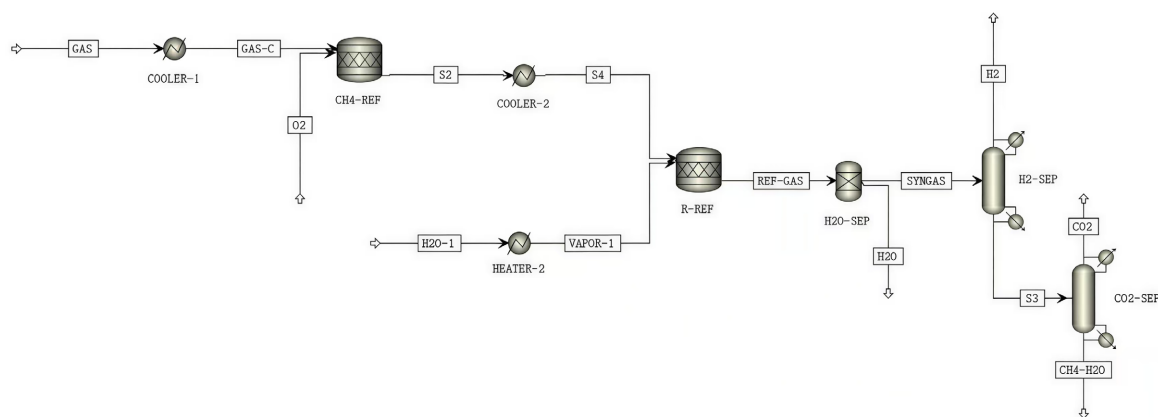 GAS
COOLER-1
GAS-C
O2
CH4-REF
S2
COOLER-2
S4
H2O-1
HEATER-2
VAPOR-1
R-REF
REF-GAS
H2O-SEP
H2O
SYNGAS
H2
H2-SEP
S3
CO2
CO2-SEP
CH4-H2O